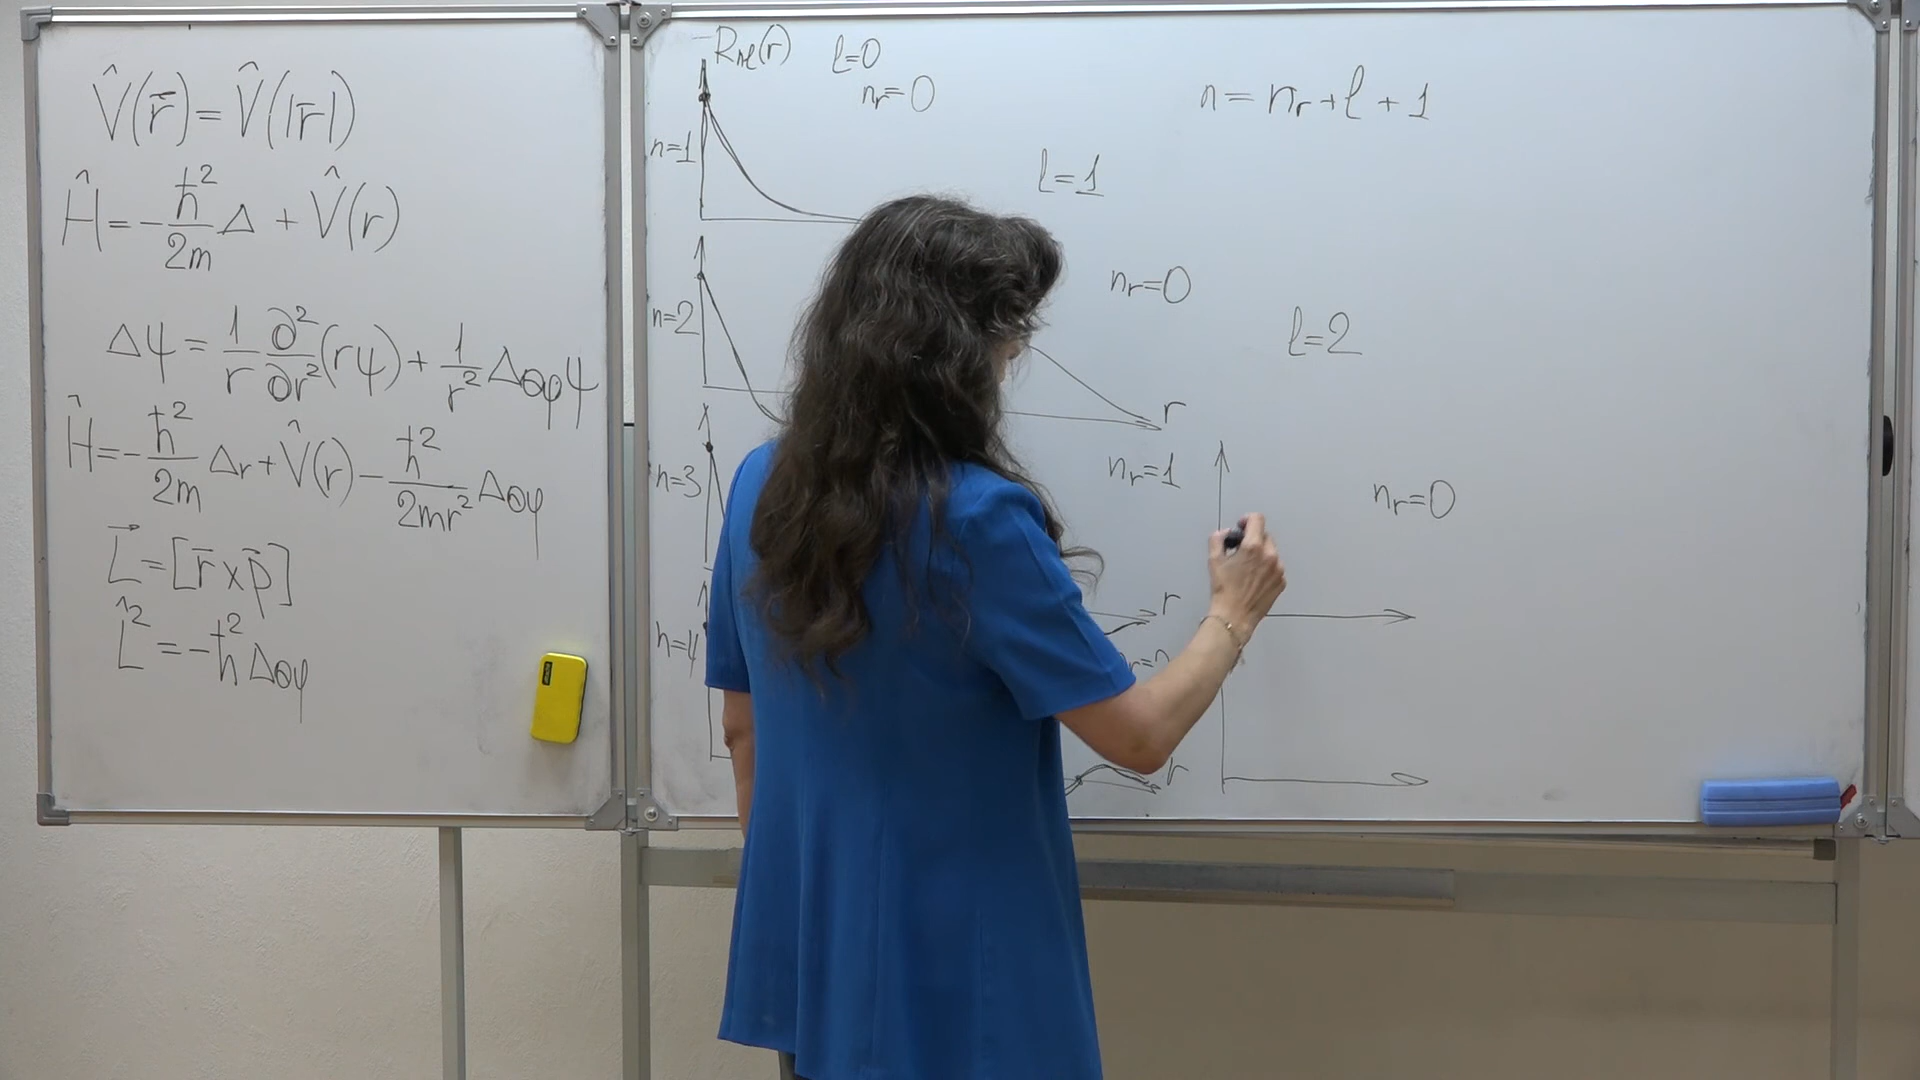 V̂(r̄) = V̂(|r̄|)
Ĥ = -ħ²/2m Δ + V̂(r)
Δψ = 1/r ∂²/∂r² (rψ) + 1/r² Δθφ ψ
Ĥ = -ħ²/2m Δr + V̂(r) - ħ²/2mr² Δθφ
L⃗ = [r̄ × p̄]
L̂² = -ħ² Δθφ
Rnl(r) l=0
nr=0
n = nr + l + 1
n=1
l=1
nr=0
n=2
l=2
r
n=3
nr=1
nr=0
r
n=4
r